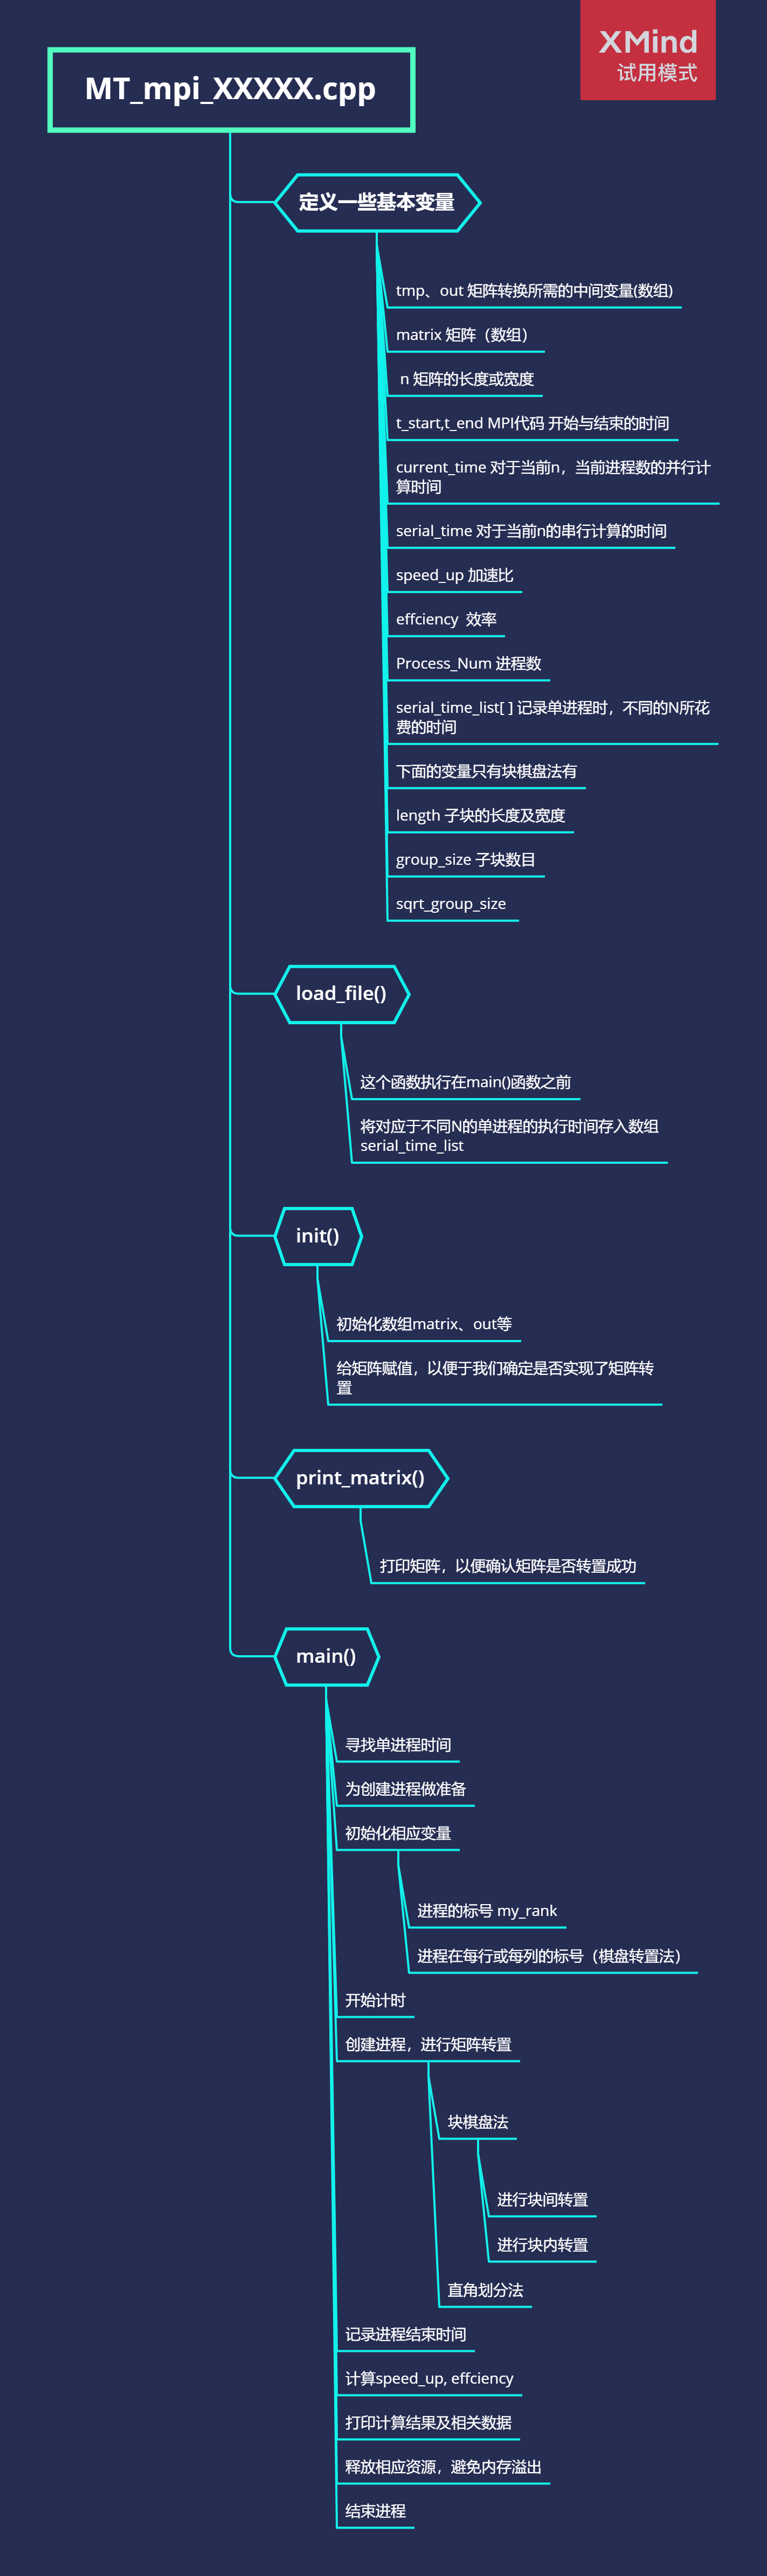 XMind
试用模式
MT_mpi_XXXXX.cpp
定义一些基本变量
tmp、out 矩阵转换所需的中间变量(数组)
matrix 矩阵（数组）
n 矩阵的长度或宽度
t_start,t_end MPI代码 开始与结束的时间
current_time 对于当前n，当前进程数的并行计
算时间
serial_time 对于当前n的串行计算的时间
speed_up 加速比
effciency 效率
Process_Num 进程数
serial_time_list[ ] 记录单进程时，不同的N所花
费的时间
下面的变量只有块棋盘法有
length 子块的长度及宽度
group_size 子块数目
sqrt_group_size
load_file()
这个函数执行在main()函数之前
将对应于不同N的单进程的执行时间存入数组
serial_time_list
init()
初始化数组matrix、out等
给矩阵赋值，以便于我们确定是否实现了矩阵转
置
print_matrix()
打印矩阵，以便确认矩阵是否转置成功
main()
寻找单进程时间
为创建进程做准备
初始化相应变量
进程的标号 my_rank
进程在每行或每列的标号（棋盘转置法）
开始计时
创建进程，进行矩阵转置
块棋盘法
进行块间转置
进行块内转置
直角划分法
记录进程结束时间
计算speed_up, effciency
打印计算结果及相关数据
释放相应资源，避免内存溢出
结束进程